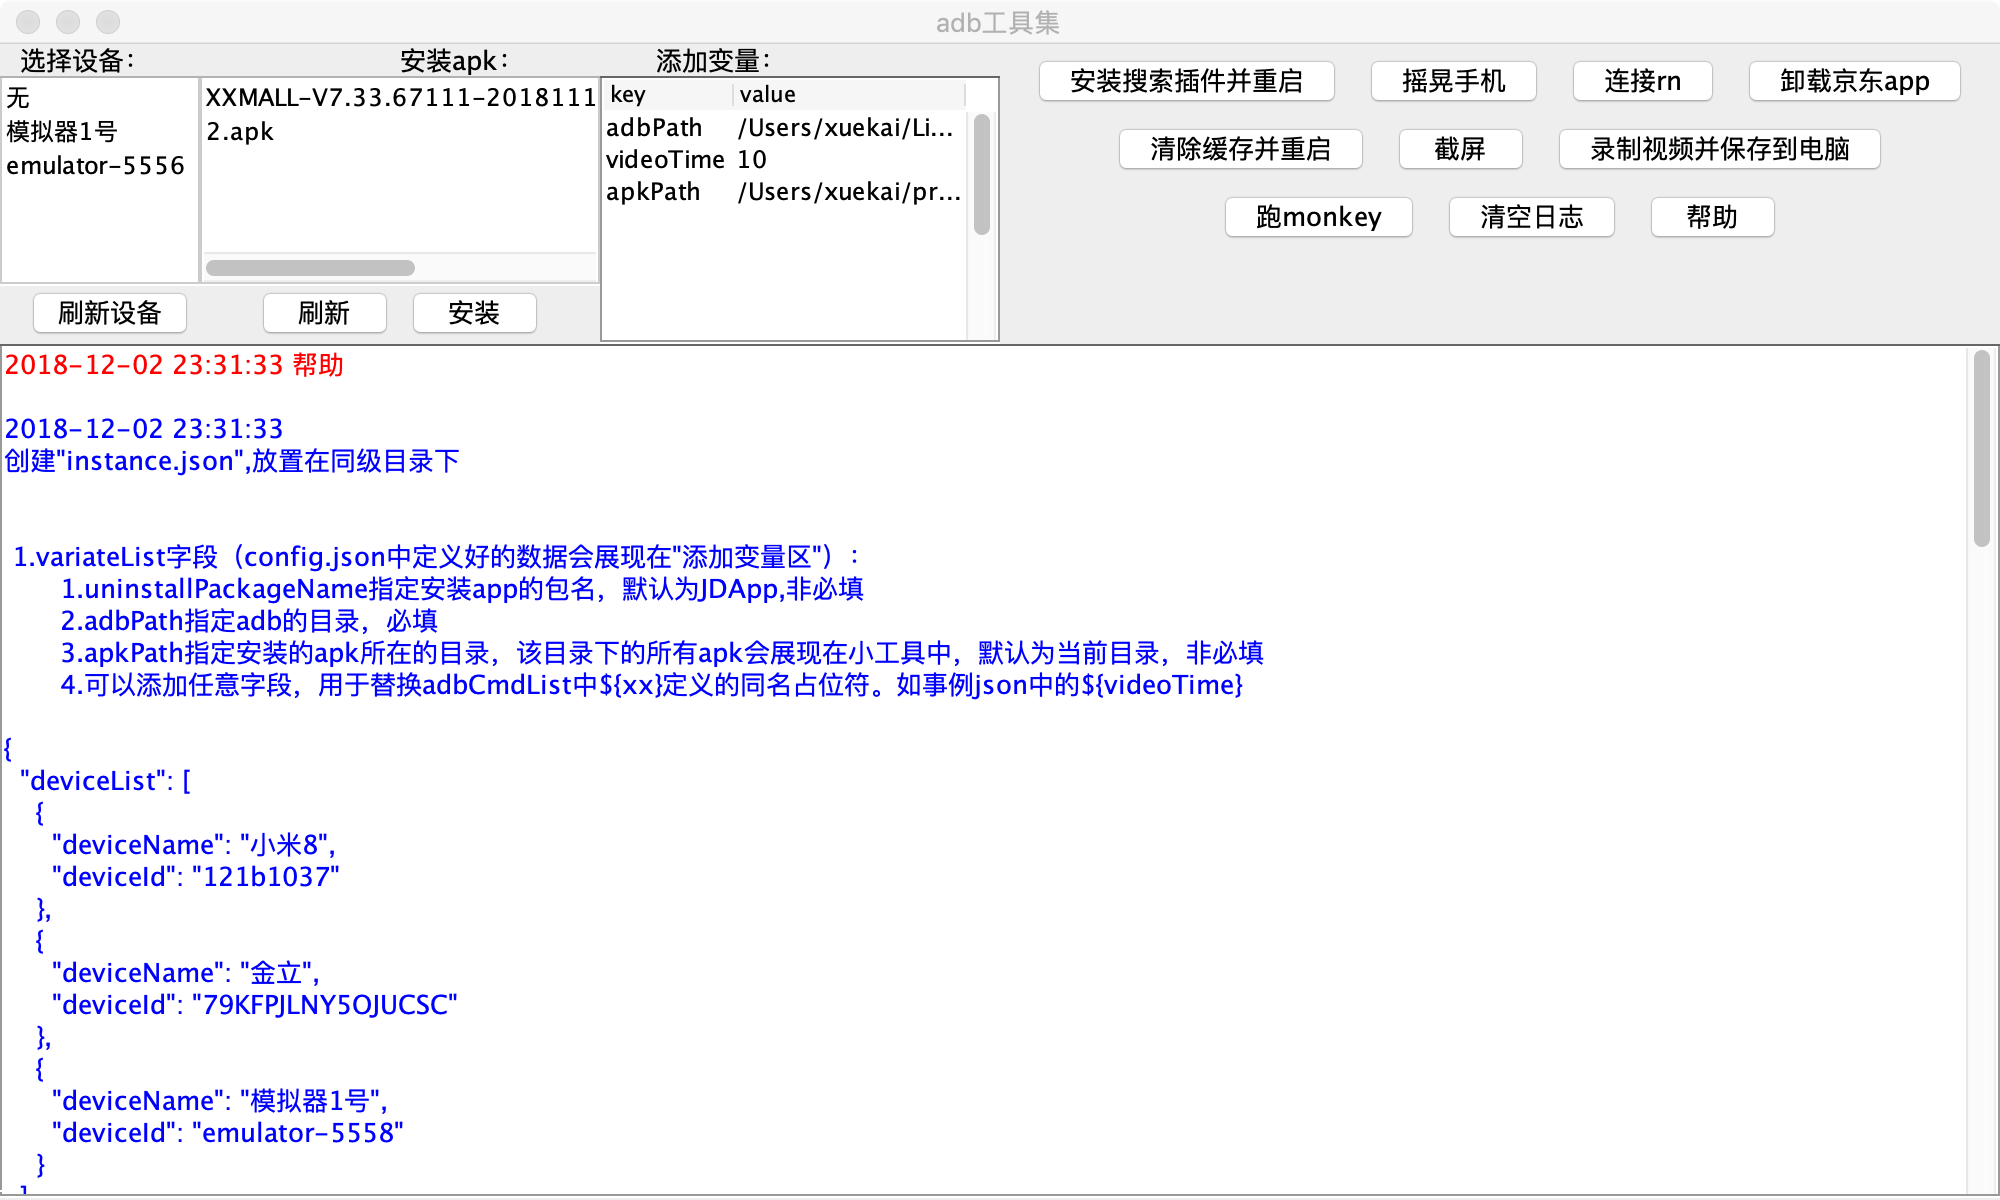 adb工具集
选择设备：
无
模拟器1号
emulator-5556
刷新设备
安装apk：
XXMALL-V7.33.67111-2018111
2.apk
刷新 安装
添加变量：
key value
adbPath /Users/xuekai/Li...
videoTime 10
apkPath /Users/xuekai/pr...
安装搜索插件并重启 摇晃手机 连接rn 卸载京东app
清除缓存并重启 截屏 录制视频并保存到电脑
跑monkey 清空日志 帮助
2018-12-02 23:31:33 帮助
2018-12-02 23:31:33
创建"instance.json",放置在同级目录下
1.variateList字段（config.json中定义好的数据会展现在"添加变量区"）：
1.uninstallPackageName指定安装app的包名，默认为JDApp,非必填
2.adbPath指定adb的目录，必填
3.apkPath指定安装的apk所在的目录，该目录下的所有apk会展现在小工具中，默认为当前目录，非必填
4.可以添加任意字段，用于替换adbCmdList中${xx}定义的同名占位符。如事例json中的${videoTime}
{
"deviceList": [
{
"deviceName": "小米8",
"deviceId": "121b1037"
},
{
"deviceName": "金立",
"deviceId": "79KFPJLNY5OJUCSC"
},
{
"deviceName": "模拟器1号",
"deviceId": "emulator-5558"
}
]